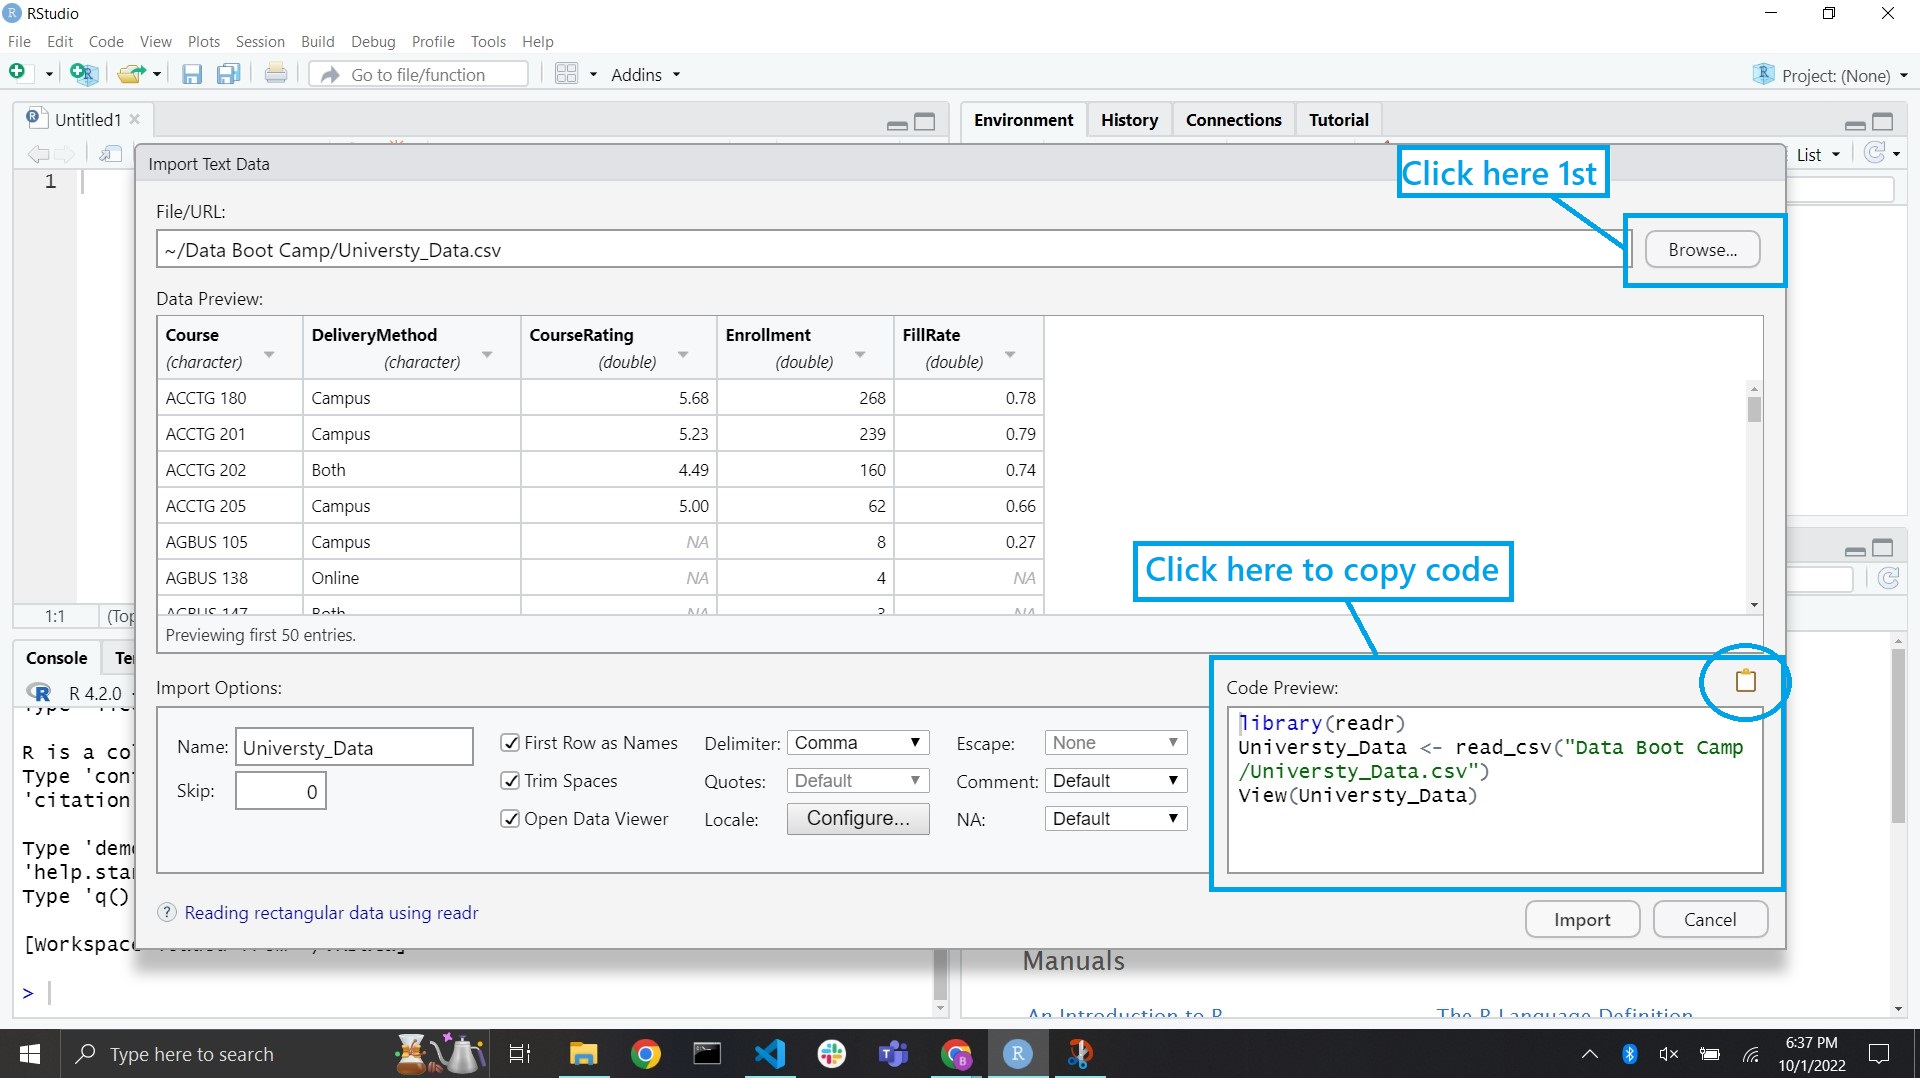 RStudio
File Edit Code View Plots Session Build Debug Profile Tools Help
Go to file/function Addins Project: (None)
Untitled1
Environment History Connections Tutorial
List
1
Import Text Data
Click here 1st
File/URL:
~/Data Boot Camp/Universty_Data.csv
Browse...
Data Preview:
Course (character) DeliveryMethod (character) CourseRating (double) Enrollment (double) FillRate (double)
ACCTG 180 Campus 5.68 268 0.78
ACCTG 201 Campus 5.23 239 0.79
ACCTG 202 Both 4.49 160 0.74
ACCTG 205 Campus 5.00 62 0.66
AGBUS 105 Campus NA 8 0.27
AGBUS 138 Online NA 4 NA
AGBUS 147 Both NA 3 NA
Previewing first 50 entries.
Click here to copy code
1:1 (Top
Console Te
R 4.2.0
R is a col
Type 'cont
'citation
Type 'demo
'help.star
Type 'q()
[Workspace
>
Import Options:
Name: Universty_Data
Skip: 0
First Row as Names
Trim Spaces
Open Data Viewer
Delimiter: Comma
Quotes: Default
Locale: Configure...
Escape: None
Comment: Default
NA: Default
Code Preview:
library(readr)
Universty_Data <- read_csv("Data Boot Camp
/Universty_Data.csv")
View(Universty_Data)
? Reading rectangular data using readr
Import Cancel
Manuals
An Introduction to R The R Language Definition
Type here to search
6:37 PM
10/1/2022